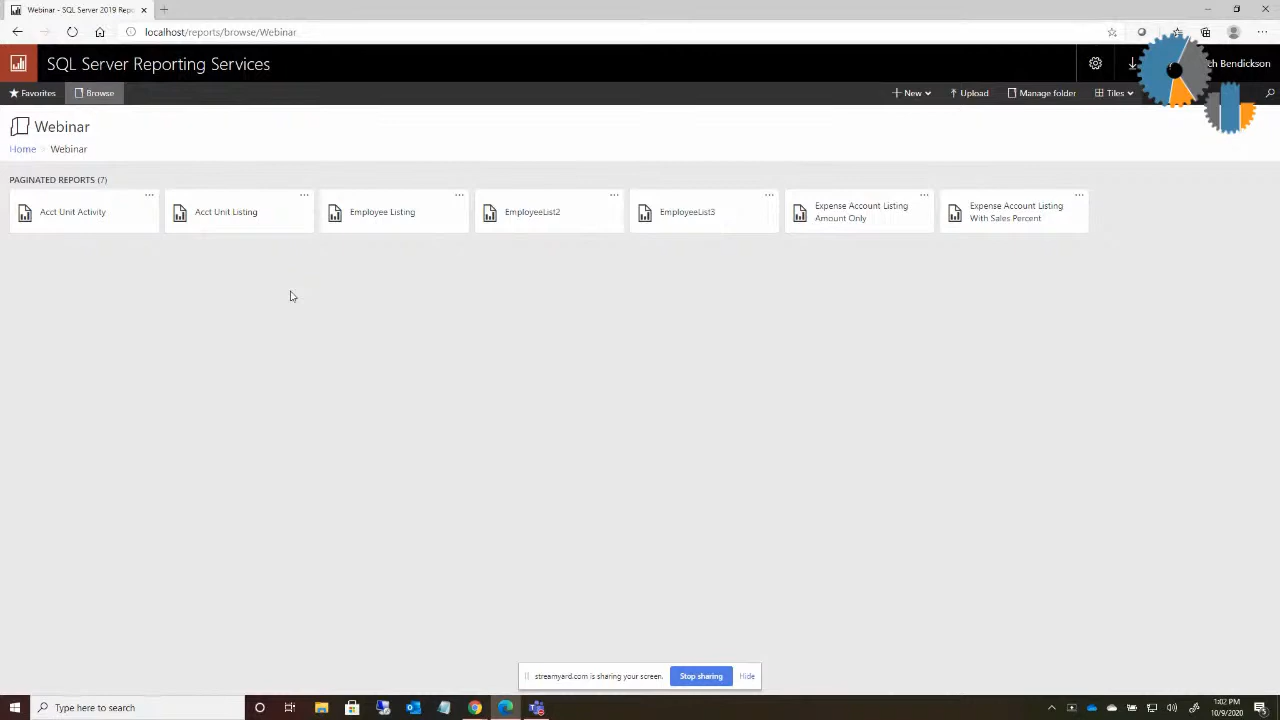 Webinar - SQL Server 2019 Repo
localhost/reports/browse/Webinar
SQL Server Reporting Services
Bendickson
Favorites
Browse
New
Upload
Manage folder
Tiles
Webinar
Home
Webinar
PAGINATED REPORTS (7)
Acct Unit Activity
Acct Unit Listing
Employee Listing
EmployeeList2
EmployeeList3
Expense Account Listing
Amount Only
Expense Account Listing
With Sales Percent
streamyard.com is sharing your screen.
Stop sharing
Hide
Type here to search
1:02 PM
10/9/2020